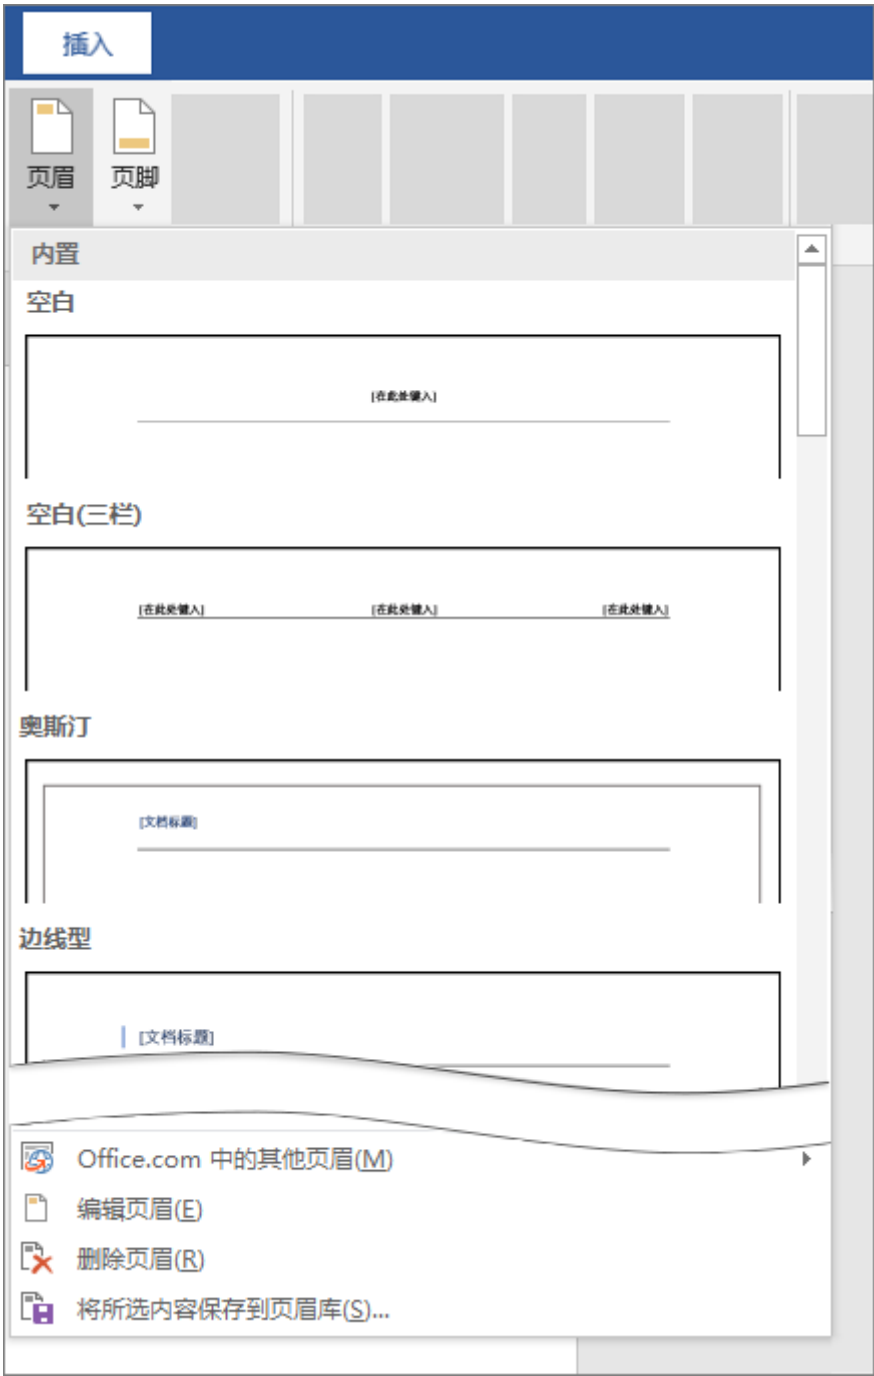 插入
页眉 页脚
内置
空白
[在此处键入]
空白(三栏)
[在此处键入] [在此处键入] [在此处键入]
奥斯汀
[文档标题]
边线型
[文档标题]
Office.com 中的其他页眉(M)
编辑页眉(E)
删除页眉(R)
将所选内容保存到页眉库(S)...